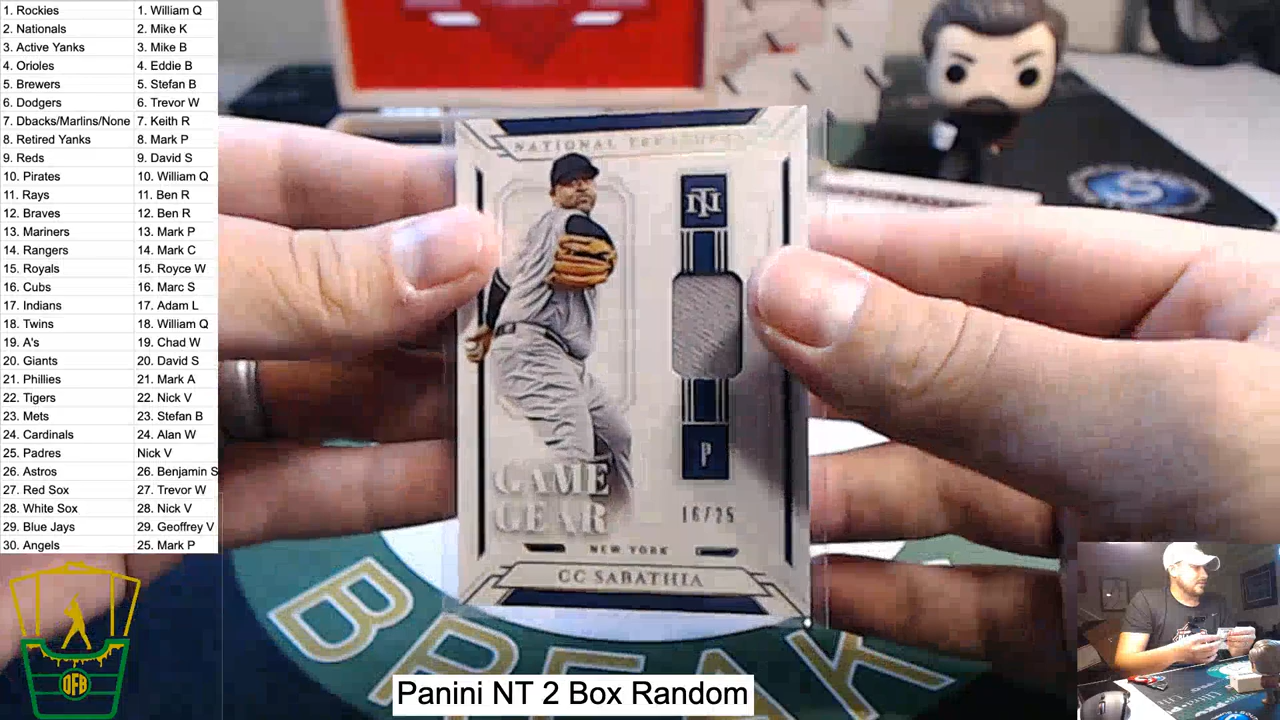 1. Rockies 1. William Q
2. Nationals 2. Mike K
3. Active Yanks 3. Mike B
4. Orioles 4. Eddie B
5. Brewers 5. Stefan B
6. Dodgers 6. Trevor W
7. Dbacks/Marlins/None 7. Keith R
8. Retired Yanks 8. Mark P
9. Reds 9. David S
10. Pirates 10. William Q
11. Rays 11. Ben R
12. Braves 12. Ben R
13. Mariners 13. Mark P
14. Rangers 14. Mark C
15. Royals 15. Royce W
16. Cubs 16. Marc S
17. Indians 17. Adam L
18. Twins 18. William Q
19. A's 19. Chad W
20. Giants 20. David S
21. Phillies 21. Mark A
22. Tigers 22. Nick V
23. Mets 23. Stefan B
24. Cardinals 24. Alan W
25. Padres Nick V
26. Astros 26. Benjamin S
27. Red Sox 27. Trevor W
28. White Sox 28. Nick V
29. Blue Jays 29. Geoffrey V
30. Angels 25. Mark P
NATIONAL TREASURES
NT
P
GAME
GEAR
16/25
NEW YORK
CC SABATHIA
BREAK
OFB
Panini NT 2 Box Random